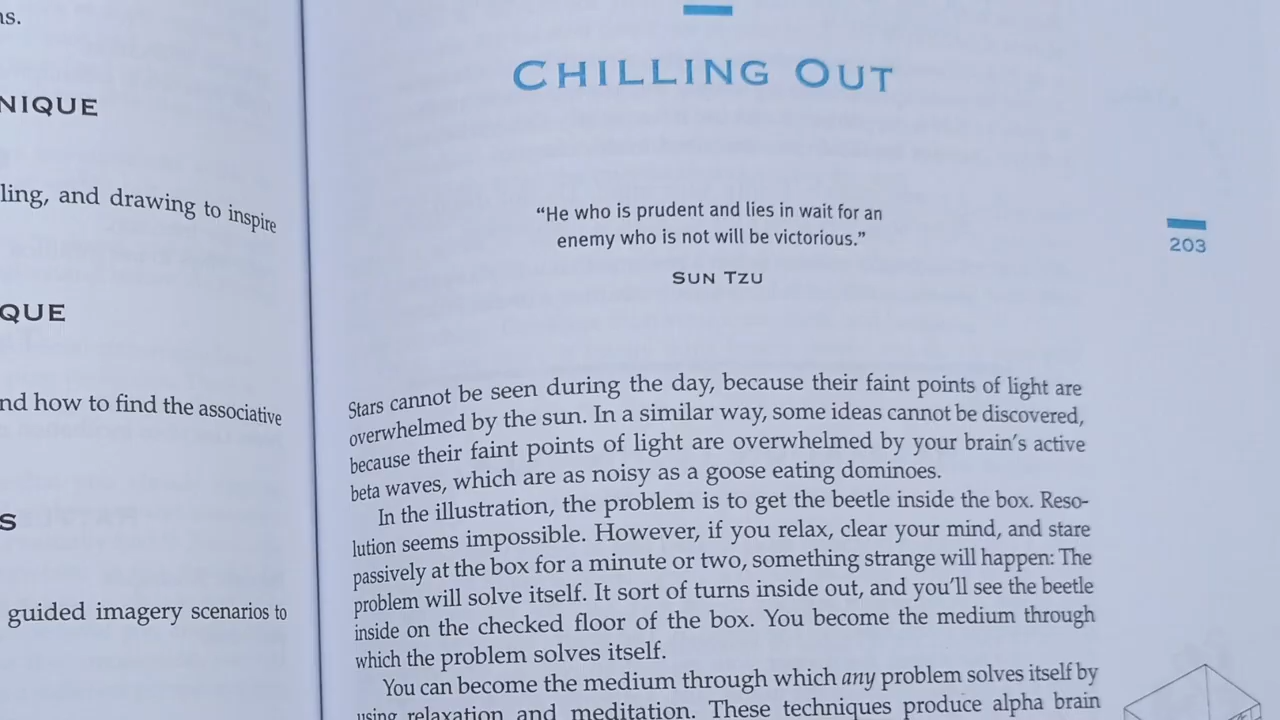 ns.
NIQUE
ling, and drawing to inspire
QUE
nd how to find the associative
S
guided imagery scenarios to
CHILLING OUT
“He who is prudent and lies in wait for an
enemy who is not will be victorious.”
SUN TZU
203
Stars cannot be seen during the day, because their faint points of light are
overwhelmed by the sun. In a similar way, some ideas cannot be discovered,
because their faint points of light are overwhelmed by your brain’s active
beta waves, which are as noisy as a goose eating dominoes.
In the illustration, the problem is to get the beetle inside the box. Reso-
lution seems impossible. However, if you relax, clear your mind, and stare
passively at the box for a minute or two, something strange will happen: The
problem will solve itself. It sort of turns inside out, and you’ll see the beetle
inside on the checked floor of the box. You become the medium through
which the problem solves itself.
You can become the medium through which any problem solves itself by
using relaxation and meditation. These techniques produce alpha brain